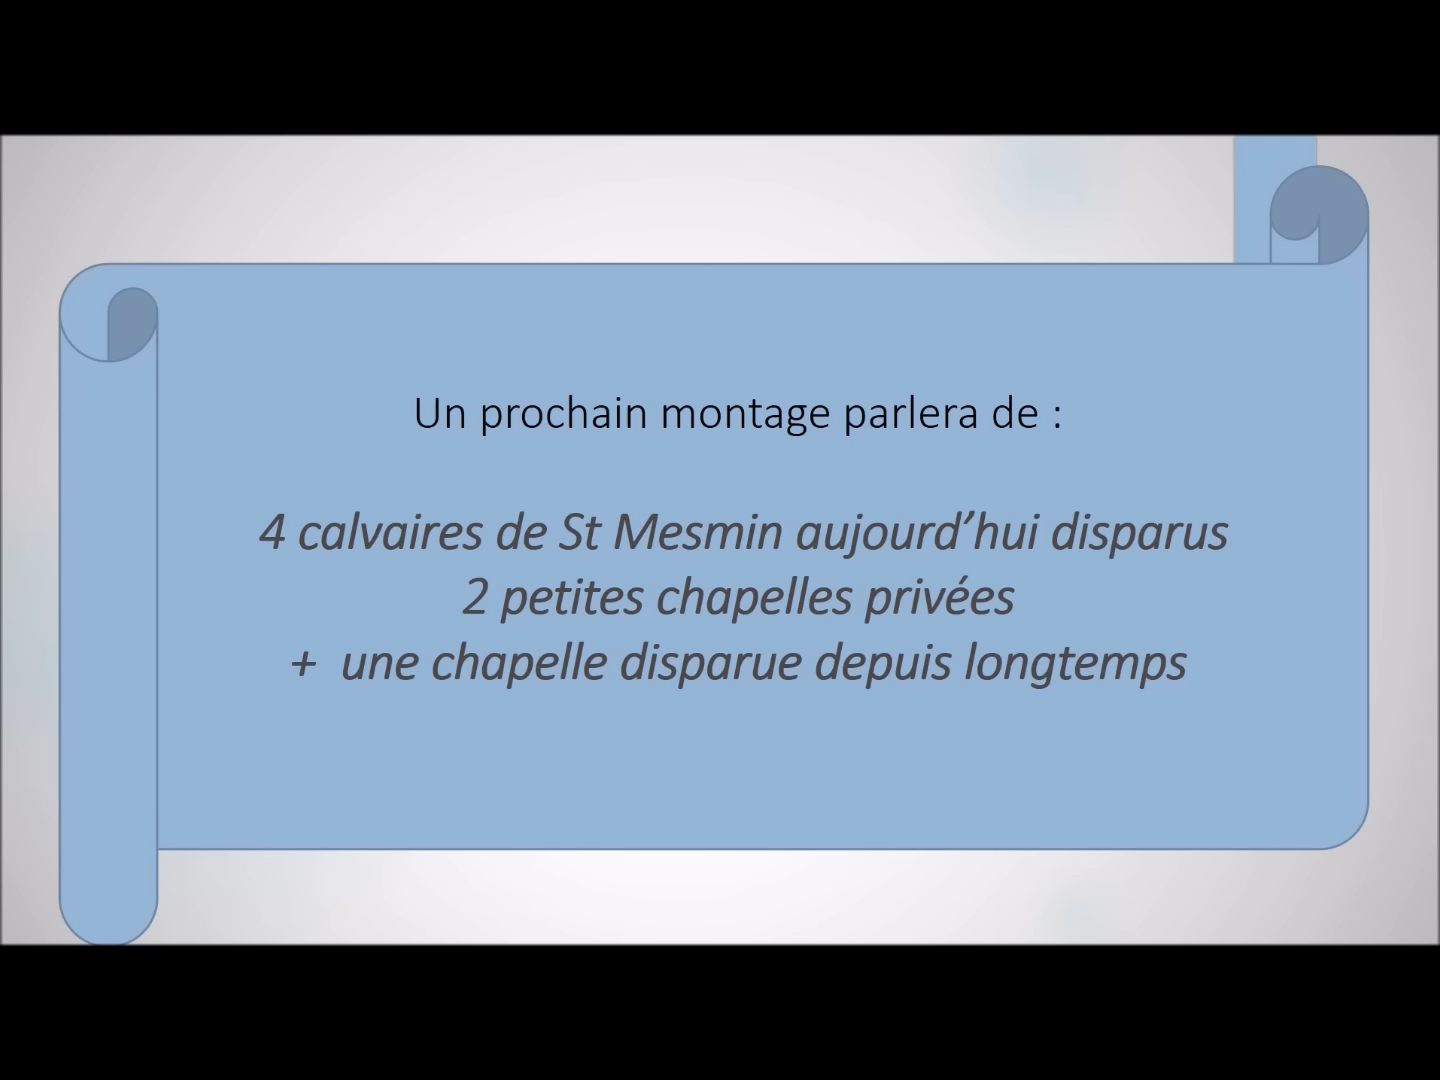 Un prochain montage parlera de :
4 calvaires de St Mesmin aujourd’hui disparus
2 petites chapelles privées
+ une chapelle disparue depuis longtemps